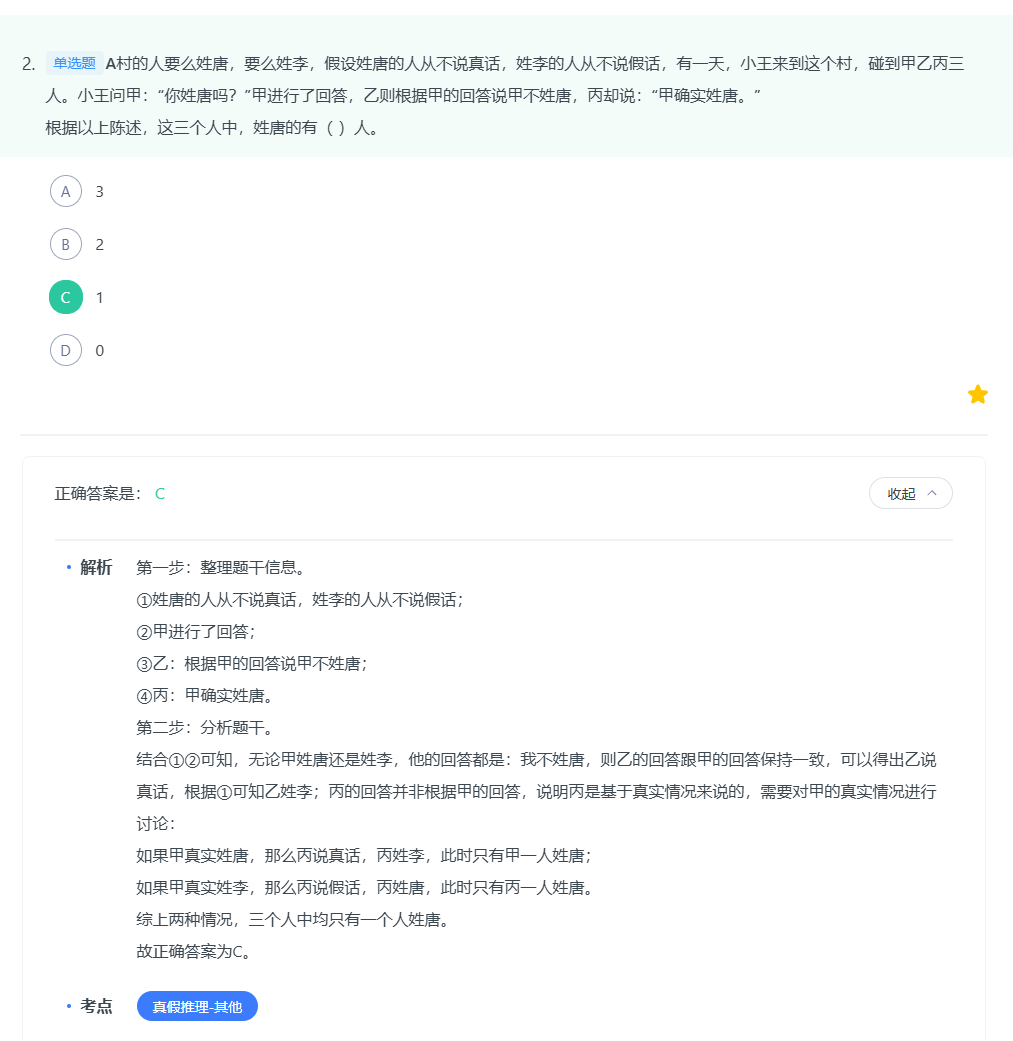 2. 单选题 A村的人要么姓唐，要么姓李，假设姓唐的人从不说真话，姓李的人从不说假话，有一天，小王来到这个村，碰到甲乙丙三
人。小王问甲：“你姓唐吗？”甲进行了回答，乙则根据甲的回答说甲不姓唐，丙却说：“甲确实姓唐。”
根据以上陈述，这三个人中，姓唐的有（ ）人。
A 3
B 2
C 1
D 0
正确答案是： C
收起
• 解析 第一步：整理题干信息。
①姓唐的人从不说真话，姓李的人从不说假话；
②甲进行了回答；
③乙：根据甲的回答说甲不姓唐；
④丙：甲确实姓唐。
第二步：分析题干。
结合①②可知，无论甲姓唐还是姓李，他的回答都是：我不姓唐，则乙的回答跟甲的回答保持一致，可以得出乙说
真话，根据①可知乙姓李；丙的回答并非根据甲的回答，说明丙是基于真实情况来说的，需要对甲的真实情况进行
讨论：
如果甲真实姓唐，那么丙说真话，丙姓李，此时只有甲一人姓唐；
如果甲真实姓李，那么丙说假话，丙姓唐，此时只有丙一人姓唐。
综上两种情况，三个人中均只有一个人姓唐。
故正确答案为C。
• 考点 真假推理-其他